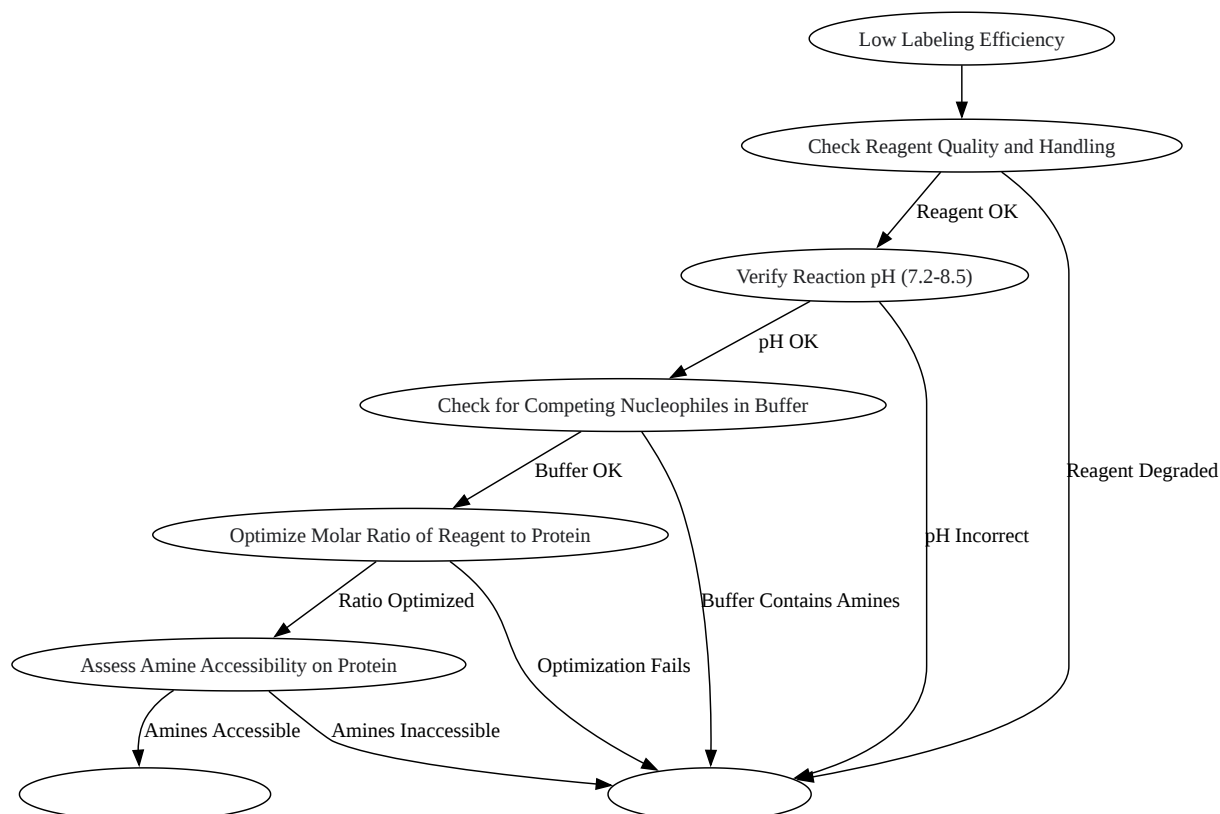 Low Labeling Efficiency
Check Reagent Quality and Handling
Reagent OK
Verify Reaction pH (7.2-8.5)
pH OK
Check for Competing Nucleophiles in Buffer
Buffer OK
Reagent Degraded
Optimize Molar Ratio of Reagent to Protein
pH Incorrect
Ratio Optimized
Buffer Contains Amines
Assess Amine Accessibility on Protein
Optimization Fails
Amines Accessible
Amines Inaccessible